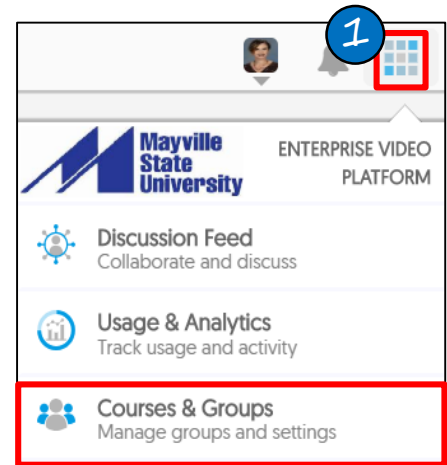 1
Mayville
State
University
ENTERPRISE VIDEO
PLATFORM
Discussion Feed
Collaborate and discuss
Usage & Analytics
Track usage and activity
Courses & Groups
Manage groups and settings